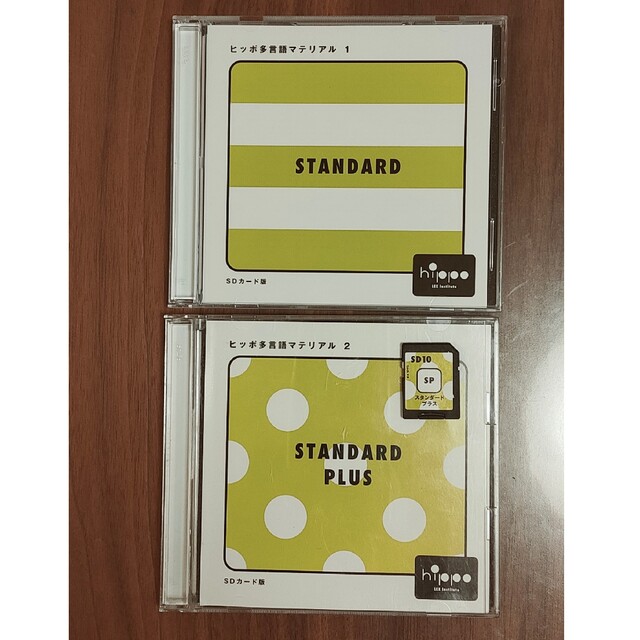 ヒッポ多言語マテリアル 1
STANDARD
hippo
LEX Institute
SDカード版
ヒッポ多言語マテリアル 2
SD10
SP
スタンダード
プラス
STANDARD
PLUS
hippo
LEX Institute
SDカード版